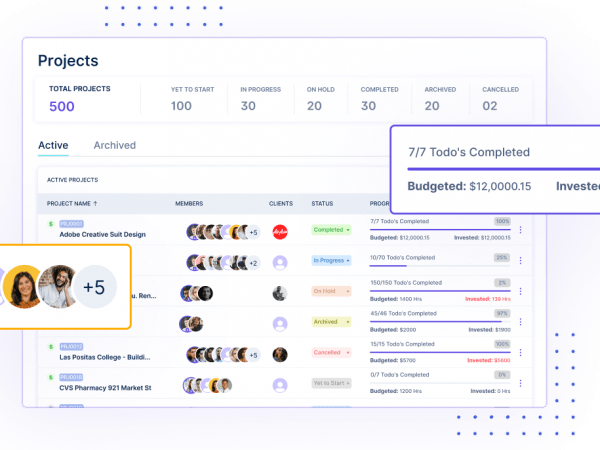 Projects
TOTAL PROJECTS
500
YET TO START
100
IN PROGRESS
30
ON HOLD
20
COMPLETED
30
ARCHIVED
20
CANCELLED
02
7/7 Todo's Completed
Budgeted: $12,0000.15 Invested
Active Archived
ACTIVE PROJECTS
PROJECT NAME ↑ MEMBERS CLIENTS STATUS PROGR
Adobe Creative Suit Design
+5
Completed
7/7 Todo's Completed 100%
Budgeted: $12,0000.15 Invested: $12,0000.15
+2
In Progress
10/70 Todo's Completed 25%
+5
u. Ren...
On Hold
150/150 Todo's Completed 2%
Budgeted: 1400 Hrs Invested: 138 Hrs
Archived
45/46 Todo's Completed 97%
Budgeted: $2000 Invested: $1900
Las Positas College - Buildi...
+5
Cancelled
15/15 Todo's Completed 100%
Budgeted: $5700 Invested: $5600
CVS Pharmacy 921 Market St
Yet to Start
0/7 Todo's Completed 0%
Budgeted: 1200 Hrs Invested: 0 Hrs